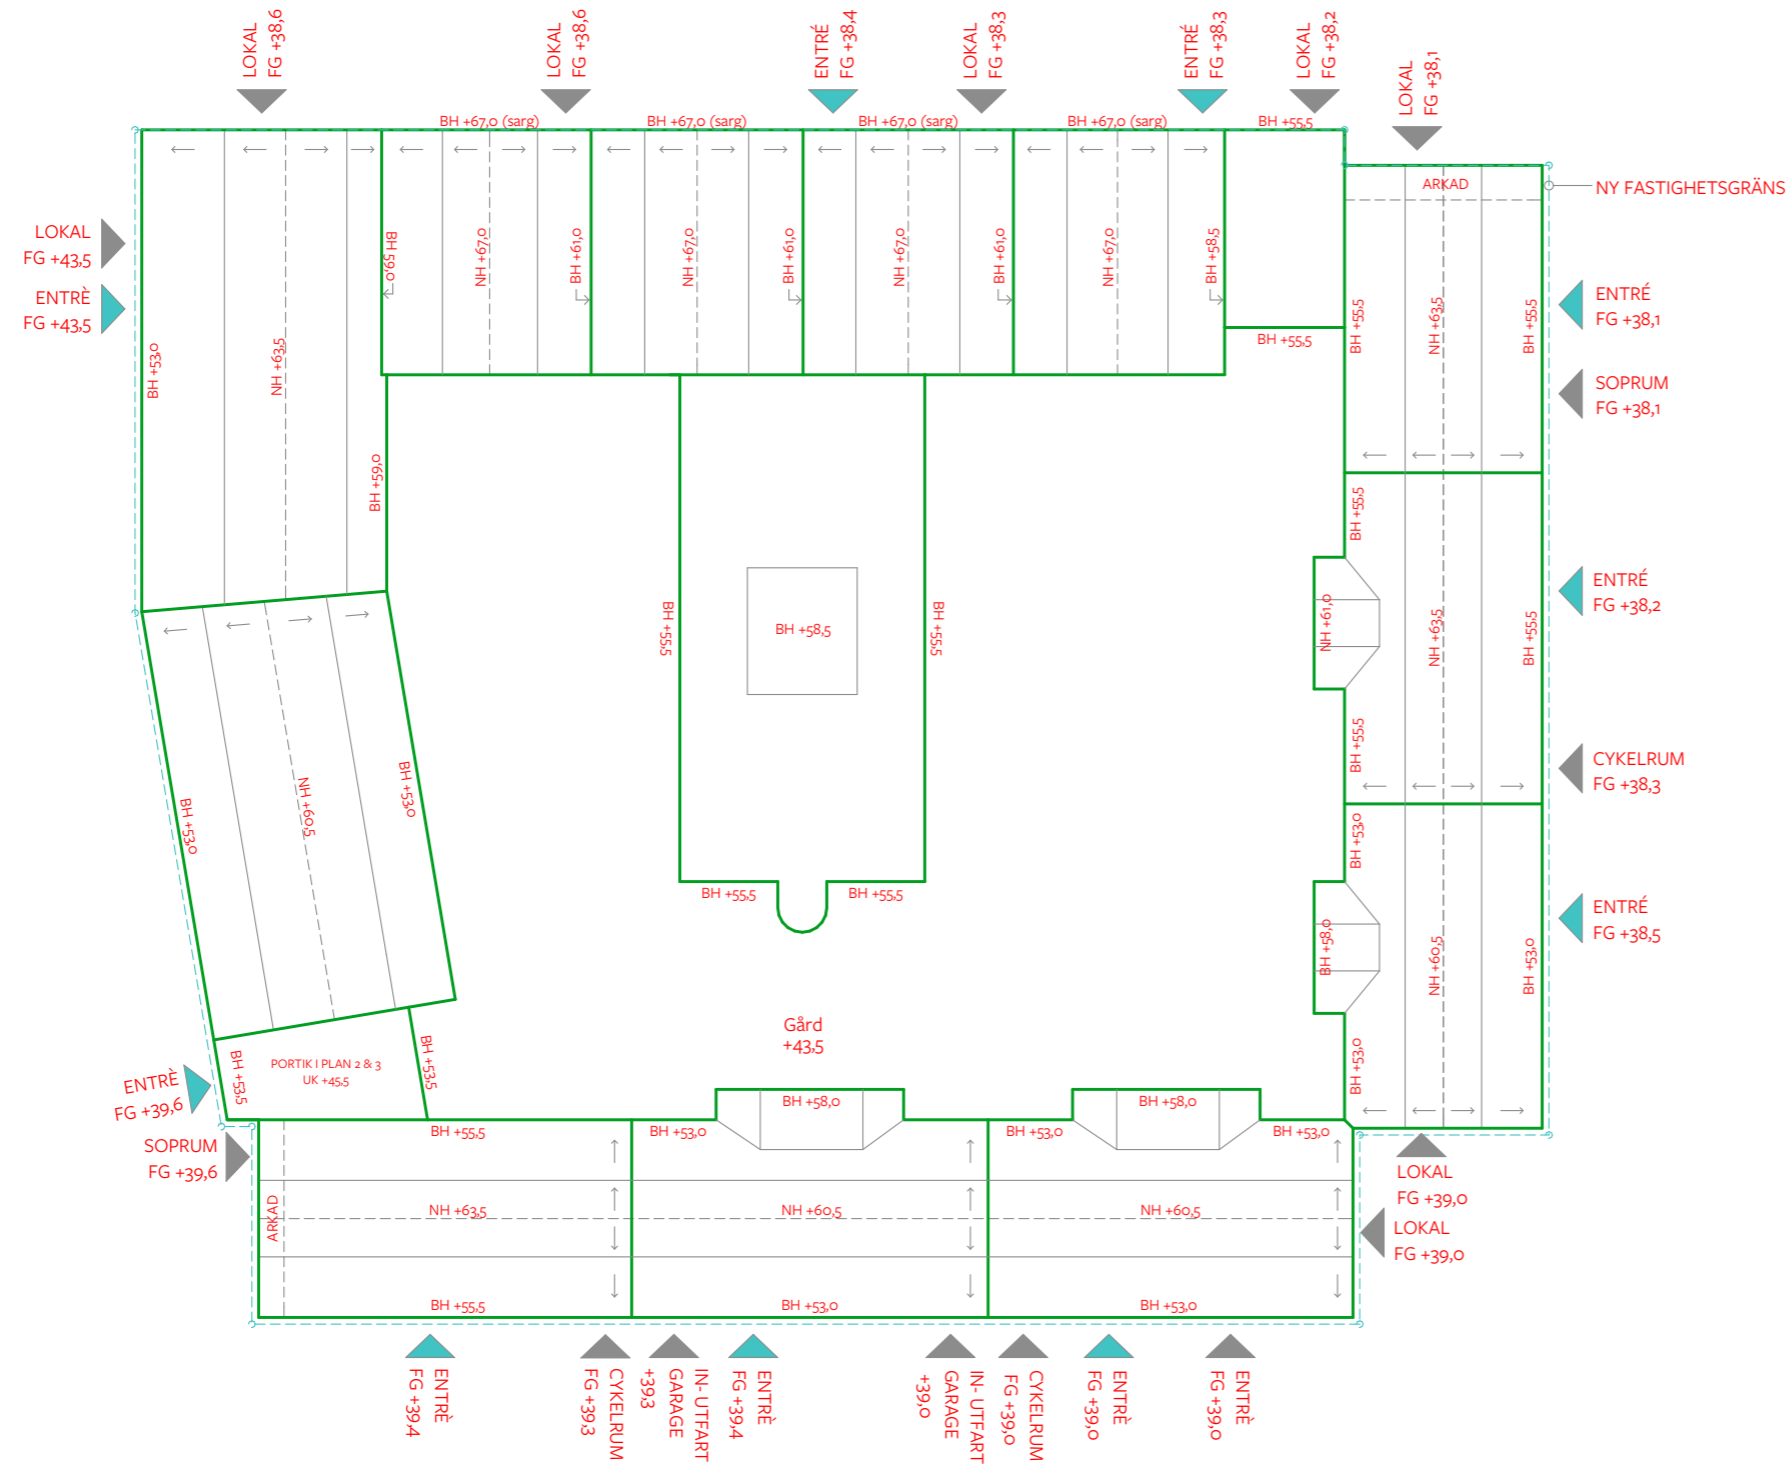 LOKAL
FG +38,6
LOKAL
FG +38,6
ENTRÉ
FG +38,4
LOKAL
FG +38,3
ENTRÉ
FG +38,3
LOKAL
FG +38,2
LOKAL
FG +38,1
BH +67,0 (sarg)
BH +67,0 (sarg)
BH +67,0 (sarg)
BH +67,0 (sarg)
BH +55,5
ARKAD
NY FASTIGHETSGRÄNS
LOKAL
FG +43,5
ENTRÈ
FG +43,5
BH +53,0
NH +63,5
BH 59,0
NH +67,0
BH +61,0
NH +67,0
BH +61,0
NH +67,0
BH +61,0
NH +67,0
BH +58,5
BH +55,5
BH +55,5
NH +63,5
BH +55,5
ENTRÉ
FG +38,1
SOPRUM
FG +38,1
BH +59,0
BH +55,5
BH +55,5
BH +58,5
BH +55,5
NH +61,0
NH +63,5
BH +55,5
ENTRÉ
FG +38,2
BH +55,5
CYKELRUM
FG +38,3
BH +53,0
NH +60,5
BH +53,0
BH +53,0
BH +55,5
BH +55,5
BH +58,0
NH +60,5
BH +53,0
ENTRÉ
FG +38,5
Gård
+43,5
BH +53,0
ENTRÈ
FG +39,6
BH +53,5
PORTIK I PLAN 2 & 3
UK +45,5
BH +53,5
BH +58,0
BH +58,0
SOPRUM
FG +39,6
BH +55,5
BH +53,0
BH +53,0
BH +53,0
LOKAL
FG +39,0
ARKAD
NH +63,5
NH +60,5
NH +60,5
LOKAL
FG +39,0
BH +55,5
BH +53,0
BH +53,0
ENTRÈ
FG +39,4
CYKELRUM
FG +39,3
IN- UTFART
GARAGE
+39,3
ENTRÈ
FG +39,4
IN- UTFART
GARAGE
+39,0
CYKELRUM
FG +39,0
ENTRÈ
FG +39,0
ENTRÈ
FG +39,0